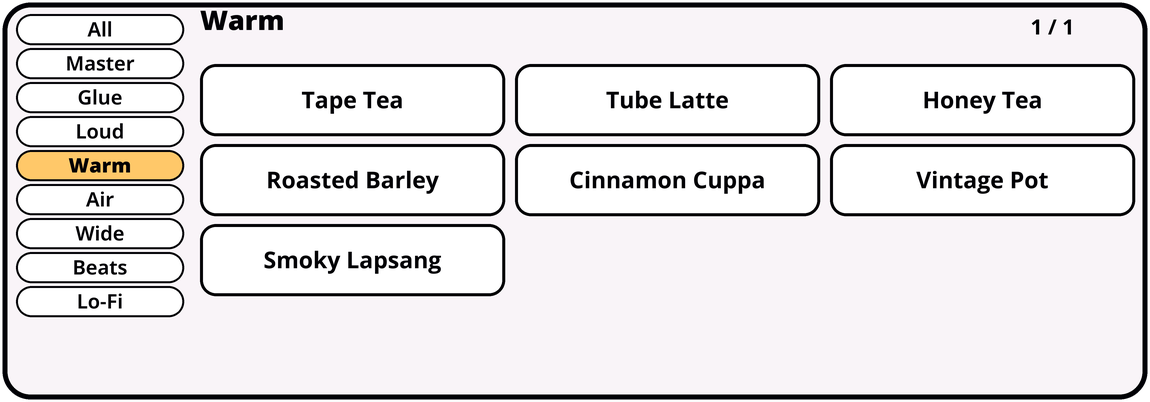 All
Master
Glue
Loud
Warm
Air
Wide
Beats
Lo-Fi
Warm
1 / 1
Tape Tea
Tube Latte
Honey Tea
Roasted Barley
Cinnamon Cuppa
Vintage Pot
Smoky Lapsang